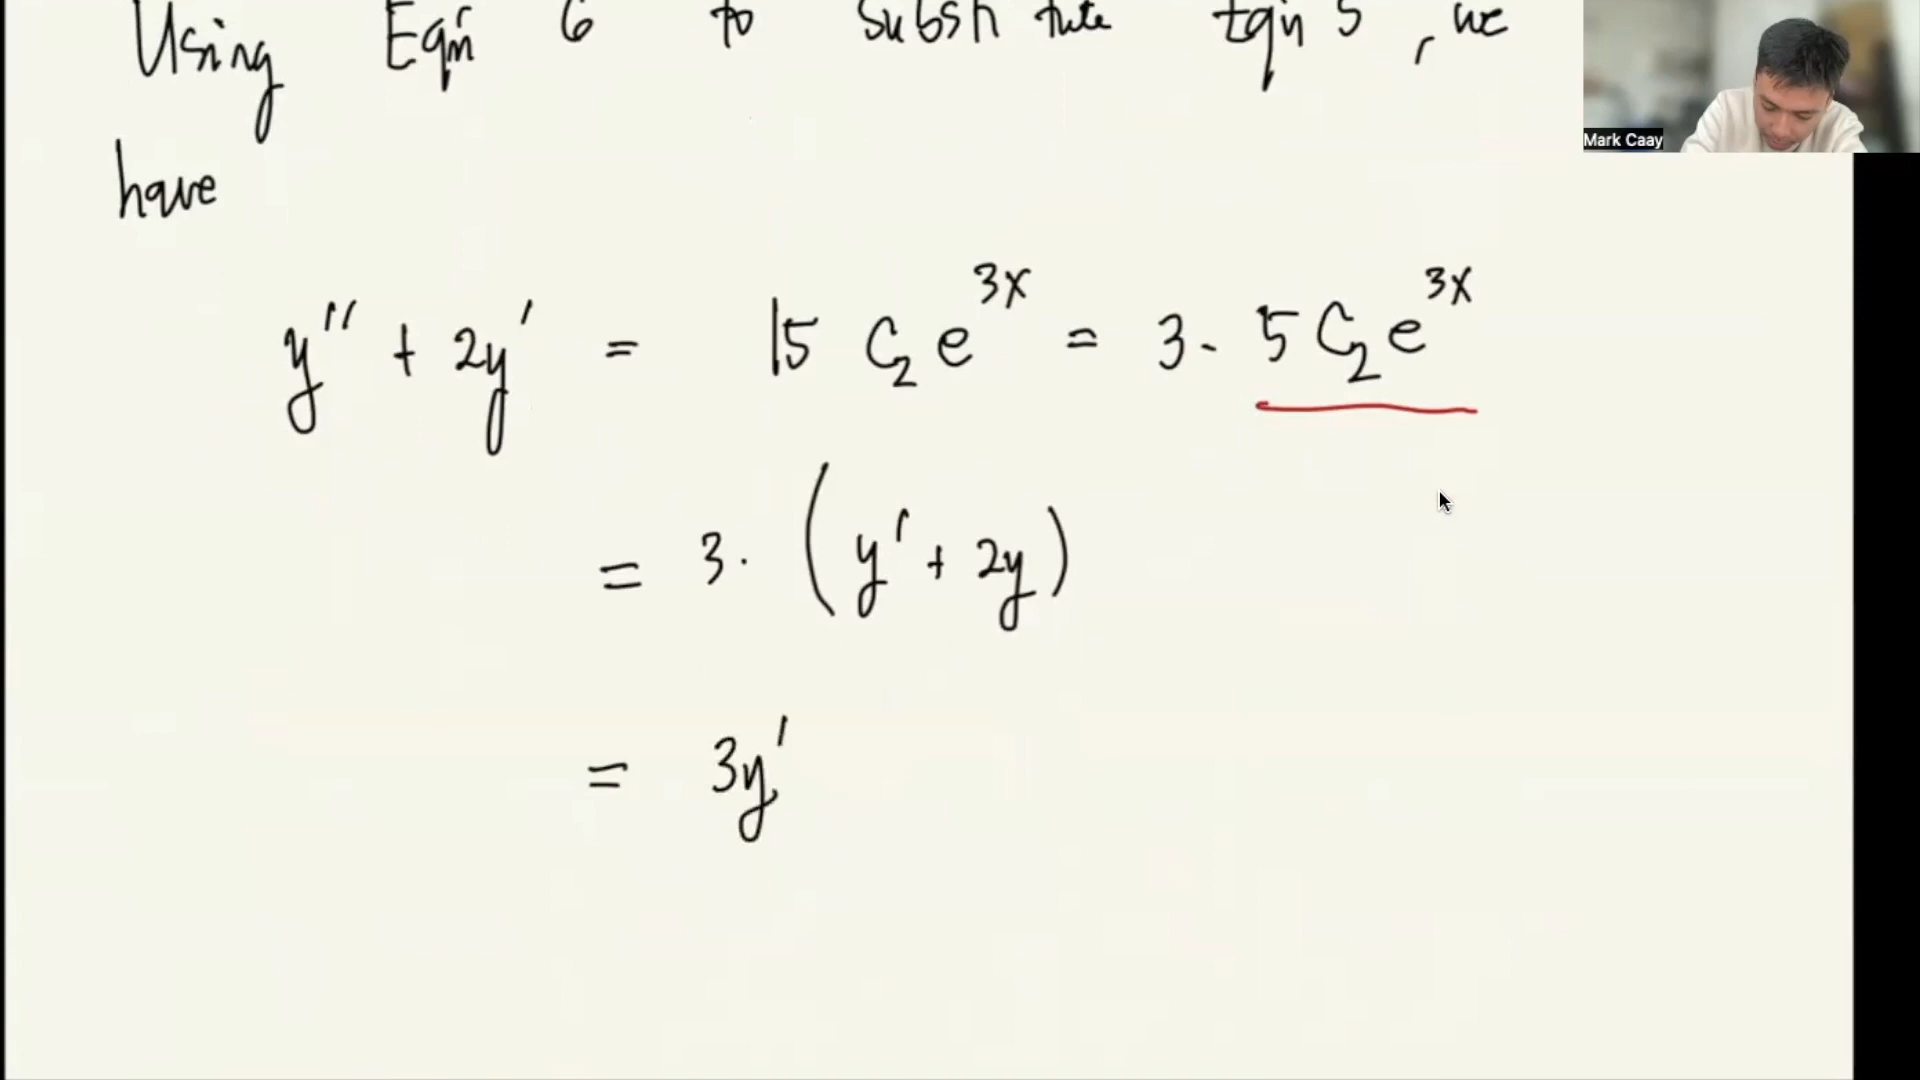 Using Eqn 6 to substitute Eqn 5, we
Mark Caay
have
y'' + 2y' = 15 C₂ e^{3x} = 3 · 5 C₂ e^{3x}
= 3 · (y' + 2y)
= 3y'